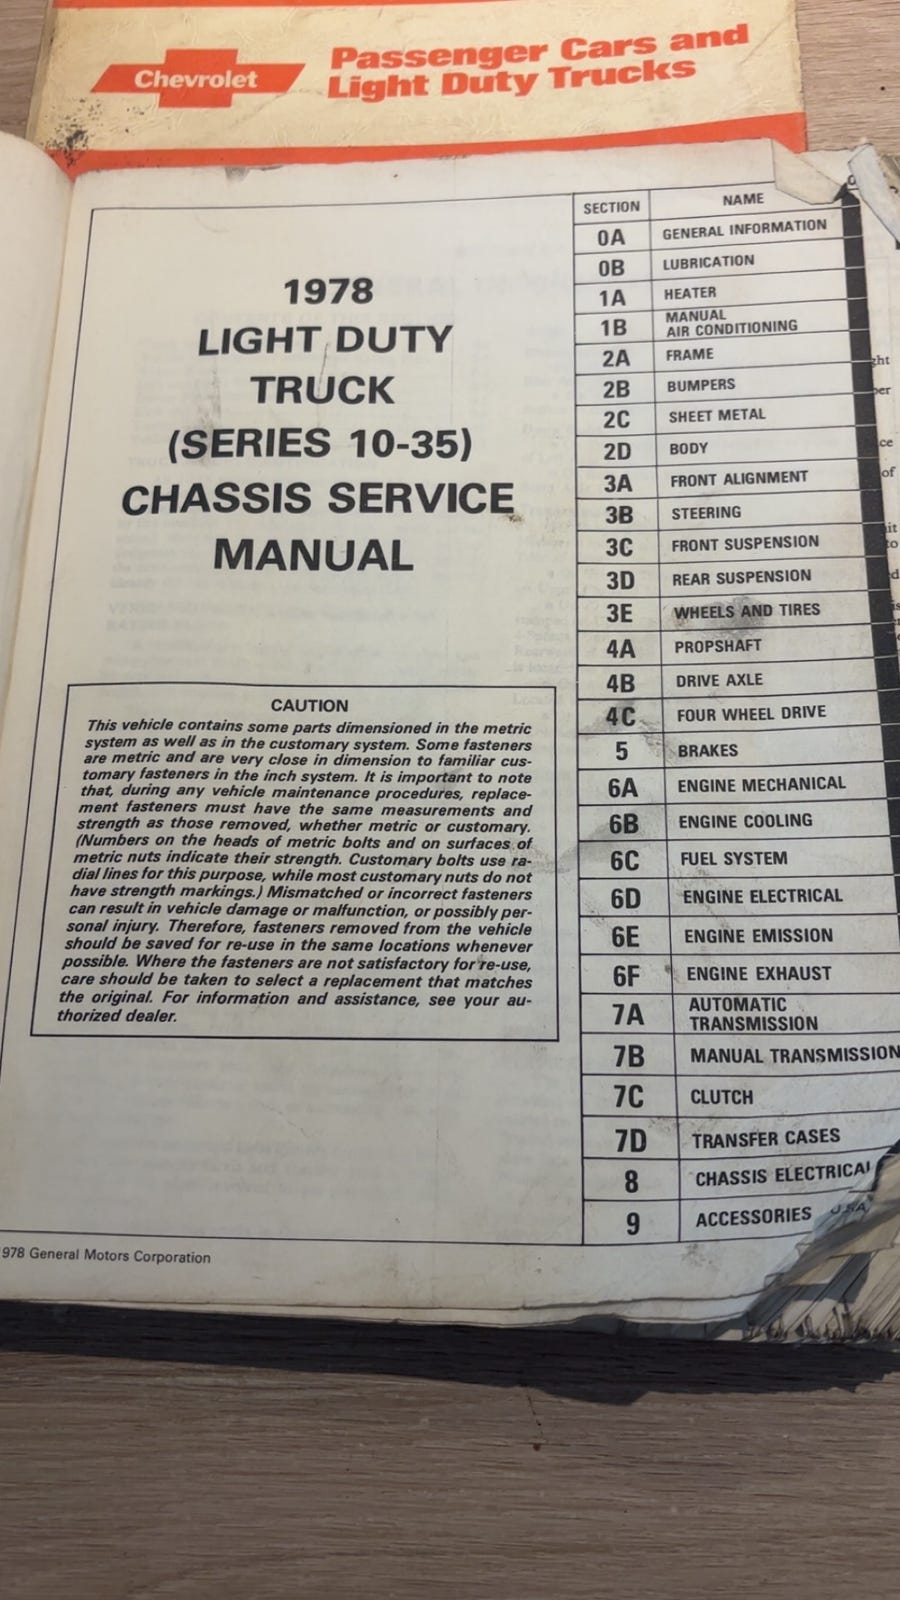 Chevrolet
Passenger Cars and
Light Duty Trucks
1978
LIGHT DUTY
TRUCK
(SERIES 10-35)
CHASSIS SERVICE
MANUAL
CAUTION
This vehicle contains some parts dimensioned in the metric
system as well as in the customary system. Some fasteners
are metric and are very close in dimension to familiar cus-
tomary fasteners in the inch system. It is important to note
that, during any vehicle maintenance procedures, replace-
ment fasteners must have the same measurements and
strength as those removed, whether metric or customary.
(Numbers on the heads of metric bolts and on surfaces of
metric nuts indicate their strength. Customary bolts use ra-
dial lines for this purpose, while most customary nuts do not
have strength markings.) Mismatched or incorrect fasteners
can result in vehicle damage or malfunction, or possibly per-
sonal injury. Therefore, fasteners removed from the vehicle
should be saved for re-use in the same locations whenever
possible. Where the fasteners are not satisfactory for re-use,
care should be taken to select a replacement that matches
the original. For information and assistance, see your au-
thorized dealer.
978 General Motors Corporation
SECTION NAME
0A GENERAL INFORMATION
0B LUBRICATION
1A HEATER
1B MANUAL
AIR CONDITIONING
2A FRAME
2B BUMPERS
2C SHEET METAL
2D BODY
3A FRONT ALIGNMENT
3B STEERING
3C FRONT SUSPENSION
3D REAR SUSPENSION
3E WHEELS AND TIRES
4A PROPSHAFT
4B DRIVE AXLE
4C FOUR WHEEL DRIVE
5 BRAKES
6A ENGINE MECHANICAL
6B ENGINE COOLING
6C FUEL SYSTEM
6D ENGINE ELECTRICAL
6E ENGINE EMISSION
6F ENGINE EXHAUST
7A AUTOMATIC
TRANSMISSION
7B MANUAL TRANSMISSION
7C CLUTCH
7D TRANSFER CASES
8 CHASSIS ELECTRICAL
9 ACCESSORIES